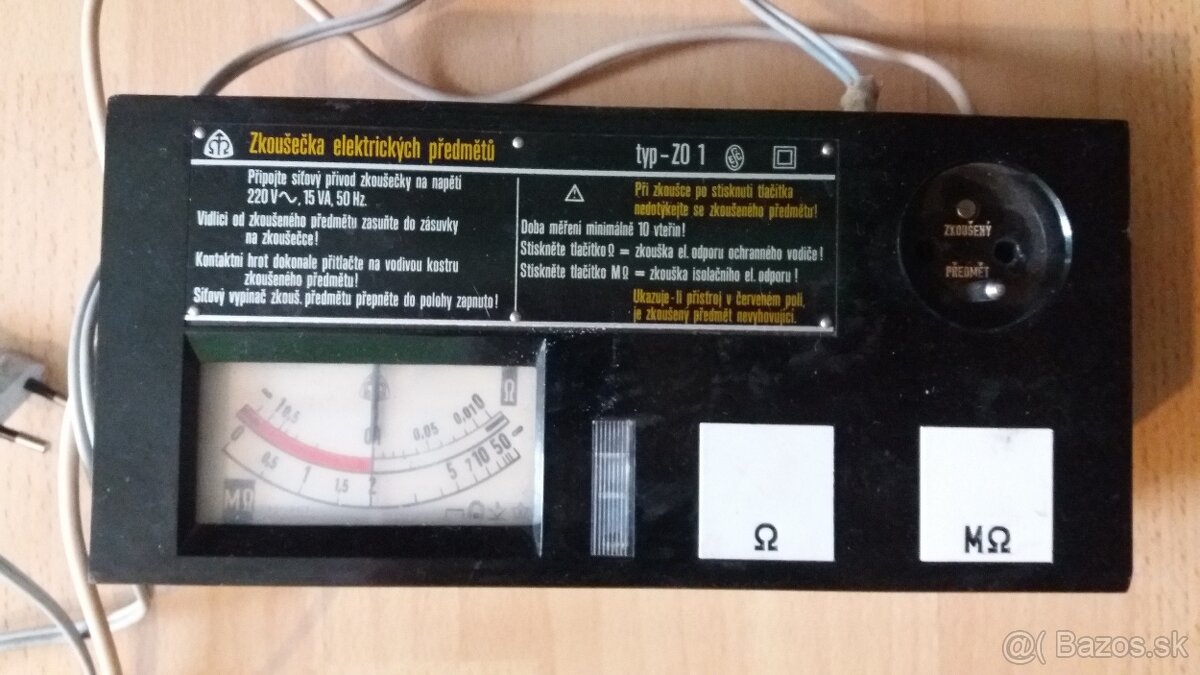 Zkoušečka elektrických předmětů
typ-ZO 1
Připojte síťový přívod zkoušečky na napětí
220 V∿, 15 VA, 50 Hz.
Vidlici od zkoušeného předmětu zasuňte do zásuvky
na zkoušečce!
Kontaktní hrot dokonale přitlačte na vodivou kostru
zkoušeného předmětu!
Síťový vypínač zkouš. předmětu přepněte do polohy zapnuto!
Při zkoušce po stisknutí tlačítka
nedotýkejte se zkoušeného předmětu!
Doba měření minimálně 10 vteřin!
Stiskněte tlačítko Ω = zkouška el. odporu ochranného vodiče!
Stiskněte tlačítko MΩ = zkouška isolačního el. odporu!
Ukazuje-li přístroj v červeném poli,
je zkoušený předmět nevyhovující.
ZKOUŠENÝ
PŘEDMĚT
Ω
0,5 0,05 0,01 0
0 0,5 1 1,5 2 5 7 10 50
MΩ
Ω
MΩ
@( Bazos.sk